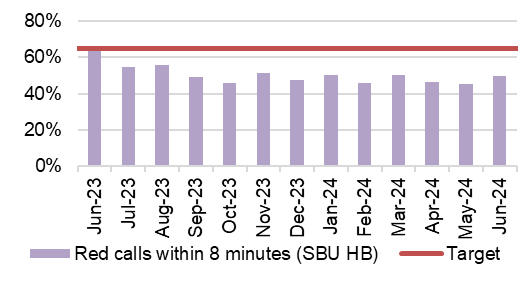 80%
60%
40%
20%
0%
Jun-23
Jul-23
Aug-23
Sep-23
Oct-23
Nov-23
Dec-23
Jan-24
Feb-24
Mar-24
Apr-24
May-24
Jun-24
Red calls within 8 minutes (SBU HB) Target